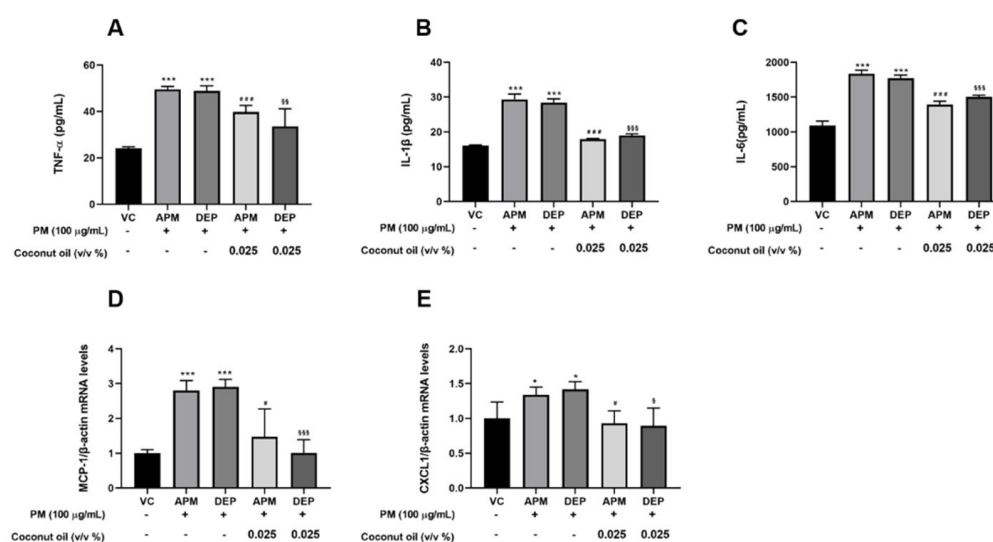 A
TNF-α (pg/mL)
60
40
20
0
***
***
###
§§
VC APM DEP APM DEP
PM (100 μg/mL) - + + + +
Coconut oil (v/v %) - - - 0.025 0.025
B
IL-1β (pg/mL)
40
30
20
10
0
***
***
###
§§§
VC APM DEP APM DEP
PM (100 μg/mL) - + + + +
Coconut oil (v/v %) - - - 0.025 0.025
C
IL-6(pg/mL)
2000
1500
1000
500
0
***
***
###
§§§
VC APM DEP APM DEP
PM (100 μg/mL) - + + + +
Coconut oil (v/v %) - - - 0.025 0.025
D
MCP-1/β-actin mRNA levels
4
3
2
1
0
***
***
#
§§§
VC APM DEP APM DEP
PM (100 μg/mL) - + + + +
Coconut oil (v/v %) - - - 0.025 0.025
E
CXCL1/β-actin mRNA levels
2.0
1.5
1.0
0.5
0.0
*
*
#
§
VC APM DEP APM DEP
PM (100 μg/mL) - + + + +
Coconut oil (v/v %) - - - 0.025 0.025